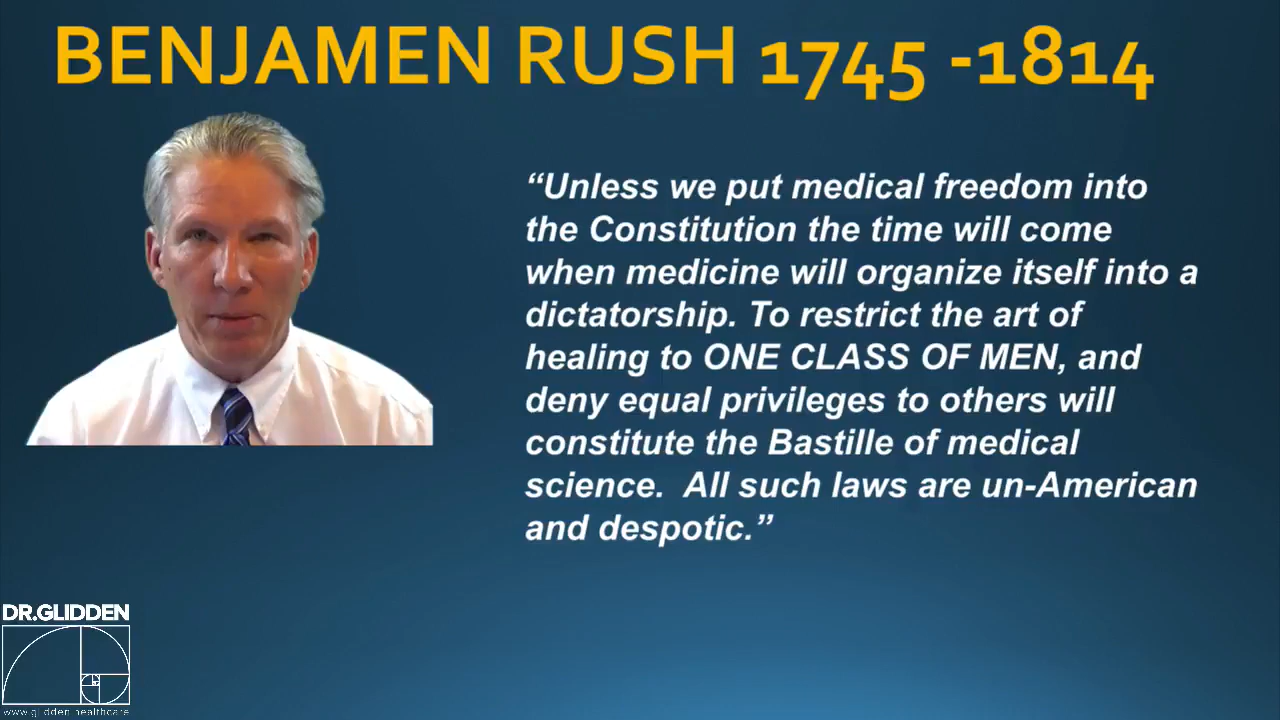 BENJAMEN RUSH 1745 -1814
“Unless we put medical freedom into
the Constitution the time will come
when medicine will organize itself into a
dictatorship. To restrict the art of
healing to ONE CLASS OF MEN, and
deny equal privileges to others will
constitute the Bastille of medical
science.  All such laws are un-American
and despotic.”
DR.GLIDDEN
www.glidden.healthcare